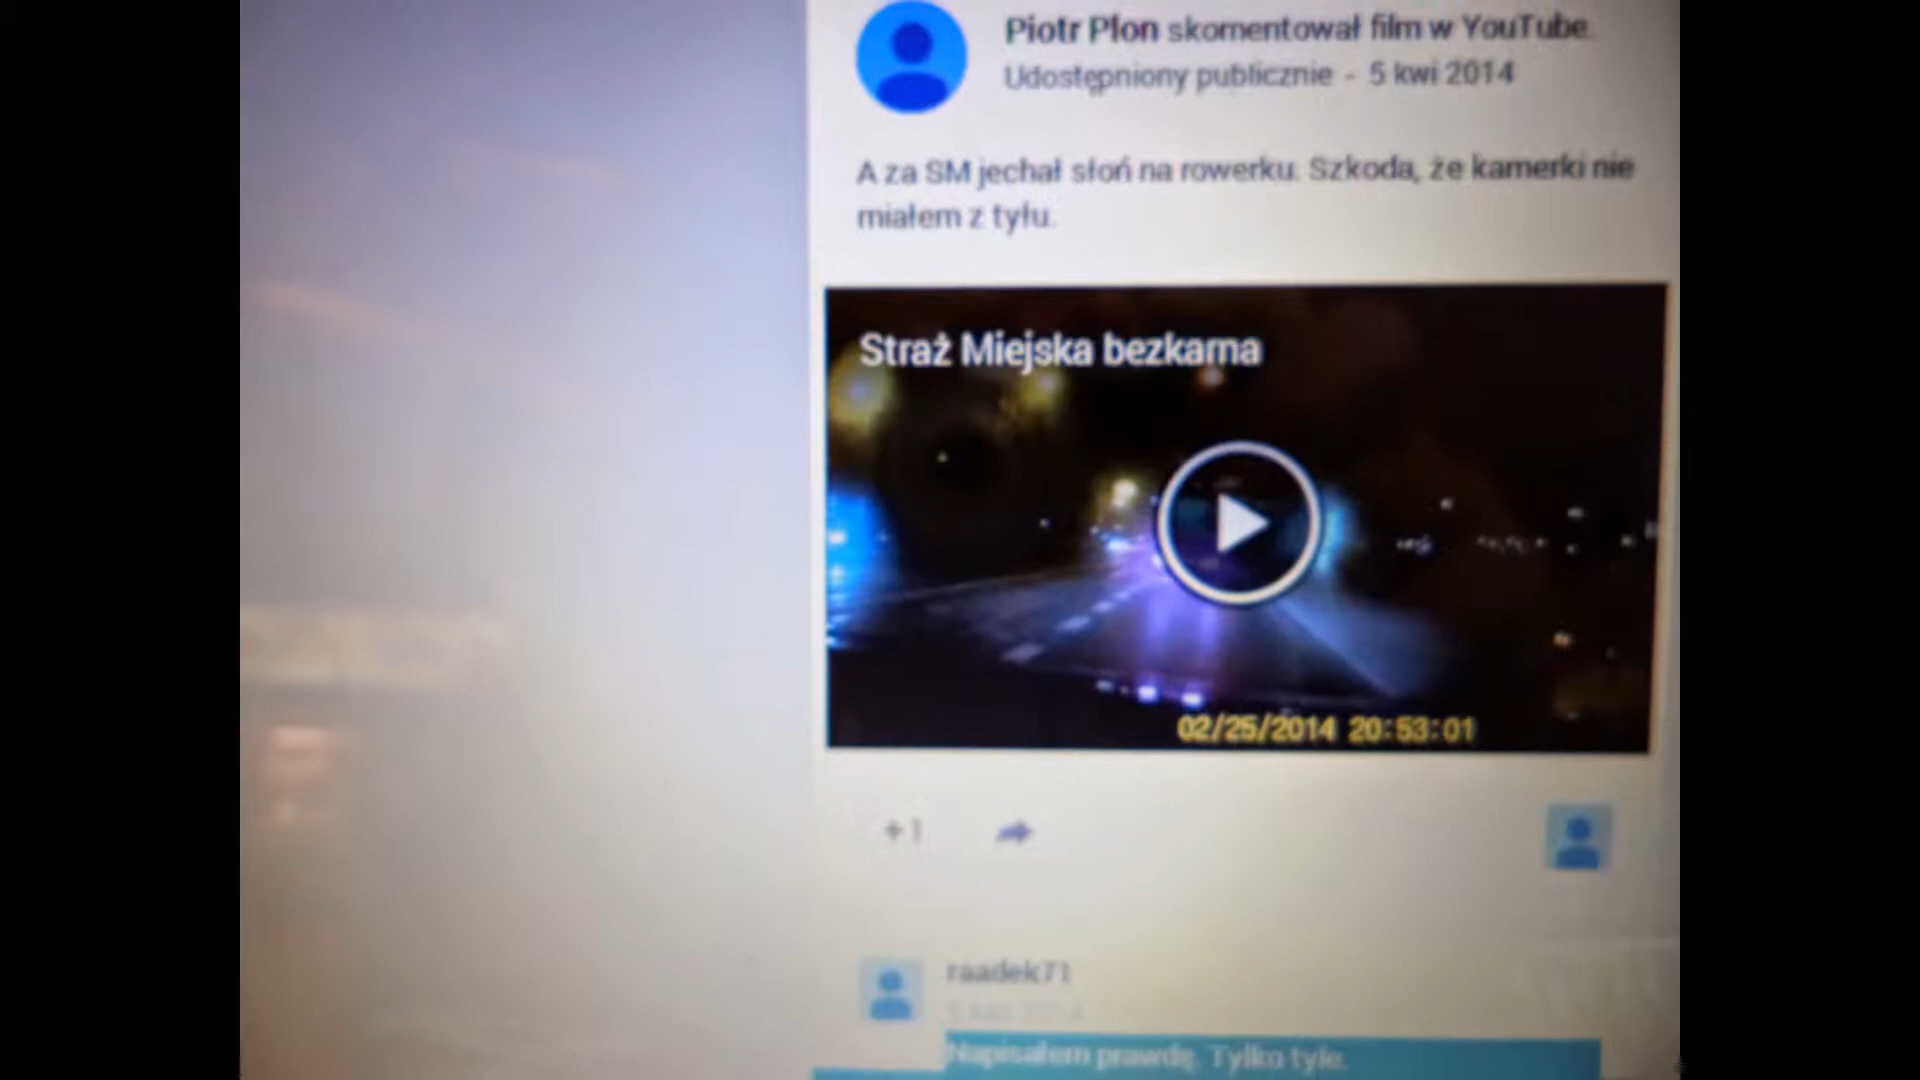 Piotr Plon skomentował film w YouTube.
Udostępniony publicznie - 5 kwi 2014
A za SM jechał słoń na rowerku. Szkoda, że kamerki nie
miałem z tyłu.
Straż Miejska bezkarna
02/25/2014 20:53:01
+1
raadek71
Napisałem prawdę. Tylko tyle.